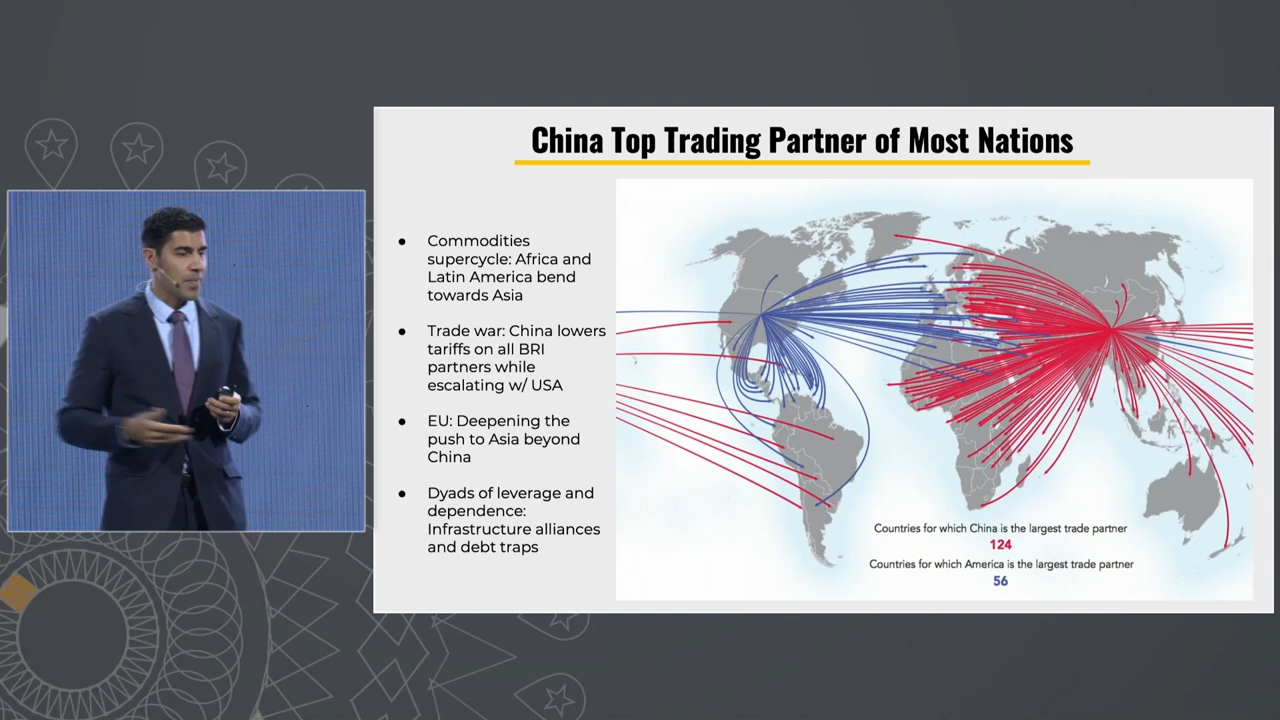 China Top Trading Partner of Most Nations
● Commodities
supercycle: Africa and
Latin America bend
towards Asia
● Trade war: China lowers
tariffs on all BRI
partners while
escalating w/ USA
● EU: Deepening the
push to Asia beyond
China
● Dyads of leverage and
dependence:
Infrastructure alliances
and debt traps
Countries for which China is the largest trade partner
124
Countries for which America is the largest trade partner
56